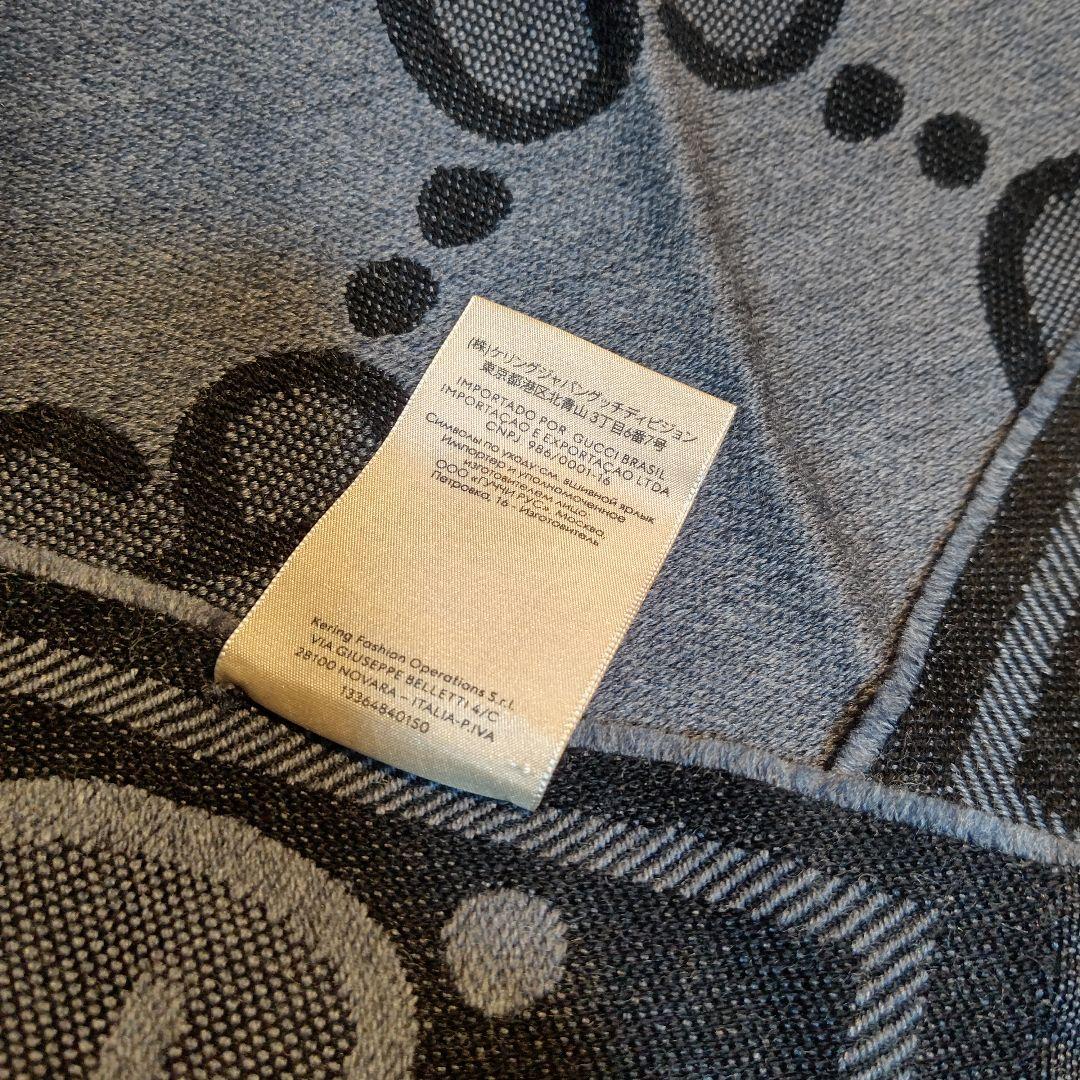 (株)ケリングジャパングッチディビジョン
東京都港区北青山3丁目6番7号
IMPORTADO POR GUCCI BRASIL
IMPORTACAO E EXPORTACAO LTDA
CNPJ 986/0001-16
Символы по уходу см. вшивной ярлык
Импортер и уполномоченное
изготовителем лицо
ООО «ГУЧЧИ РУС», Москва,
Петровка, 16 - Изготовитель
Kering Fashion Operations S.r.l.
VIA GIUSEPPE BELLETTI 4/C
28100 NOVARA, ITALIA-P.IVA
13364840150